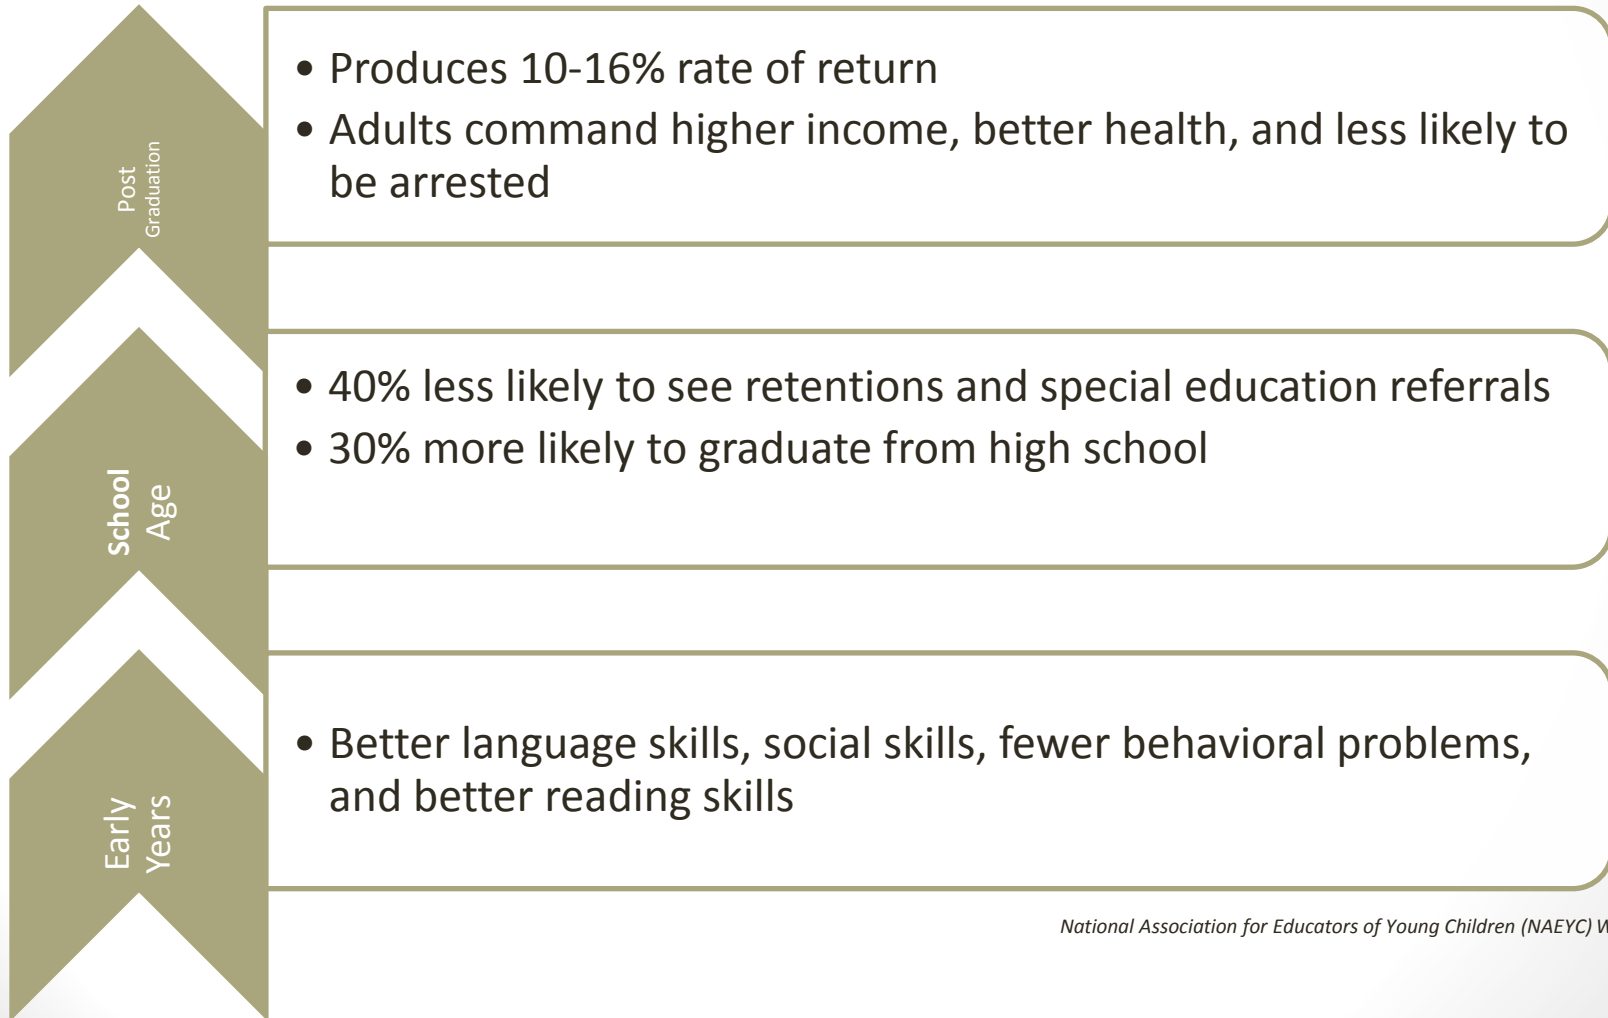 Post
Graduation
• Produces 10-16% rate of return
• Adults command higher income, better health, and less likely to
be arrested
School
Age
• 40% less likely to see retentions and special education referrals
• 30% more likely to graduate from high school
Early
Years
• Better language skills, social skills, fewer behavioral problems,
and better reading skills
National Association for Educators of Young Children (NAEYC) W